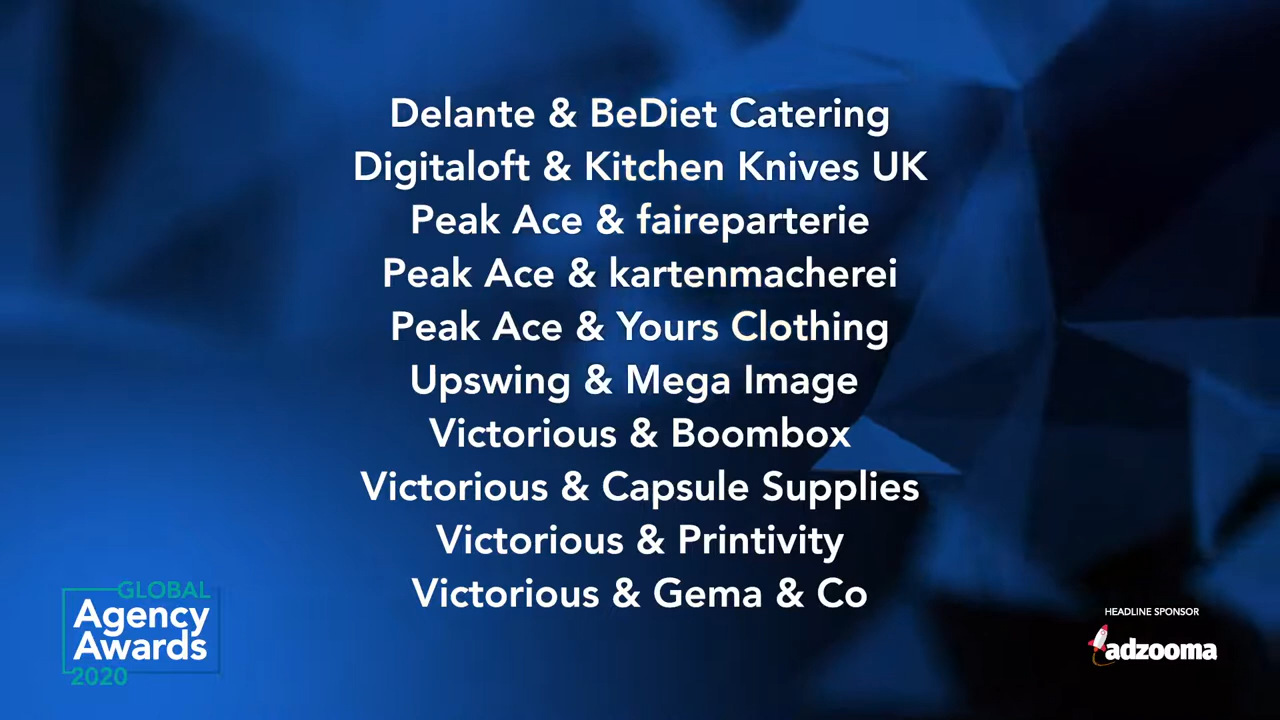 Delante & BeDiet Catering
Digitaloft & Kitchen Knives UK
Peak Ace & faireparterie
Peak Ace & kartenmacherei
Peak Ace & Yours Clothing
Upswing & Mega Image
Victorious & Boombox
Victorious & Capsule Supplies
Victorious & Printivity
Victorious & Gema & Co
GLOBAL
Agency
Awards
2020
HEADLINE SPONSOR
adzooma